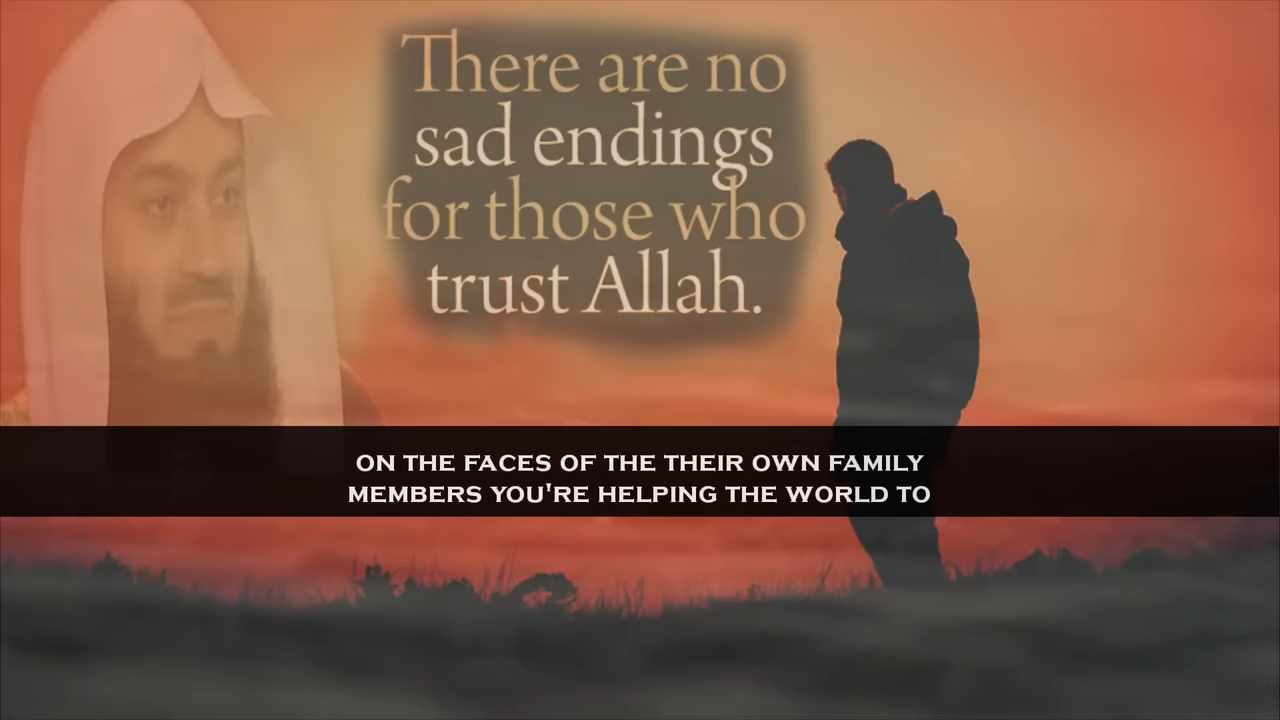 There are no
sad endings
for those who
trust Allah.
ON THE FACES OF THE THEIR OWN FAMILY
MEMBERS YOU'RE HELPING THE WORLD TO